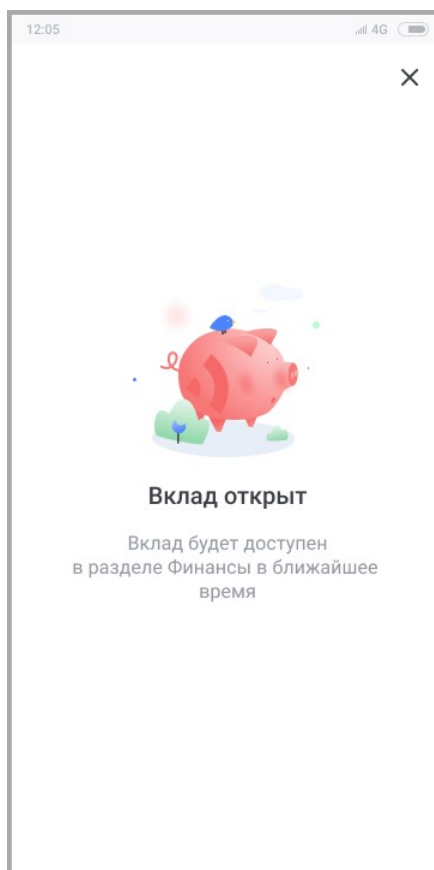 12:05 4G
Вклад открыт
Вклад будет доступен
в разделе Финансы в ближайшее
время